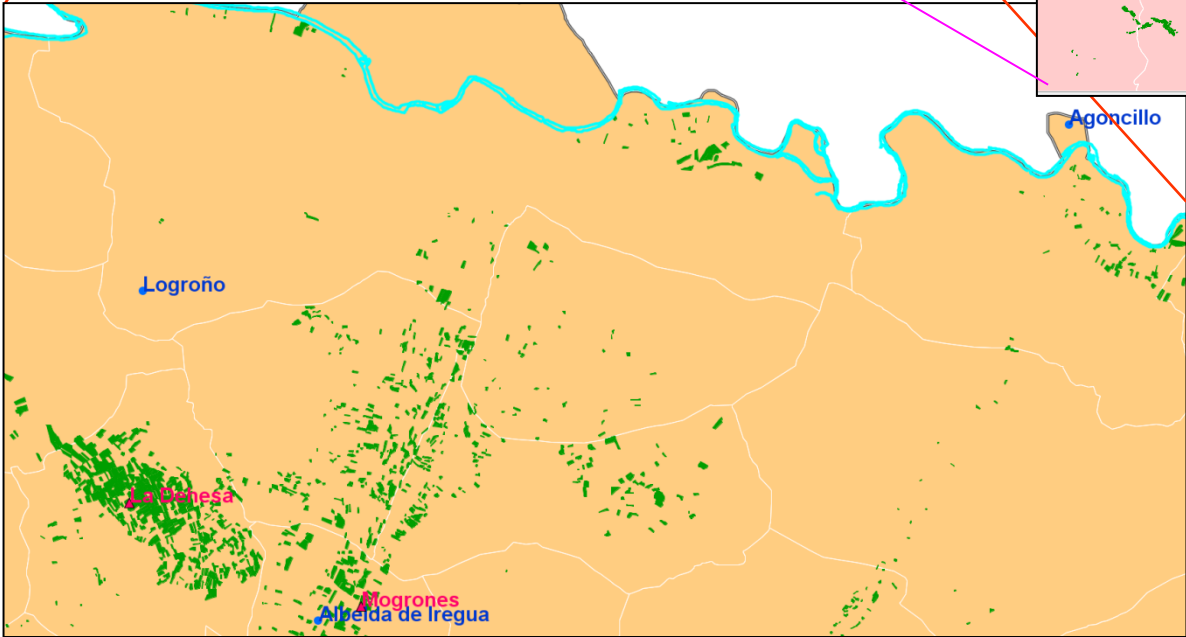 Agoncillo
Logroño
La Dehesa
Mogrones
Albelda de Iregua